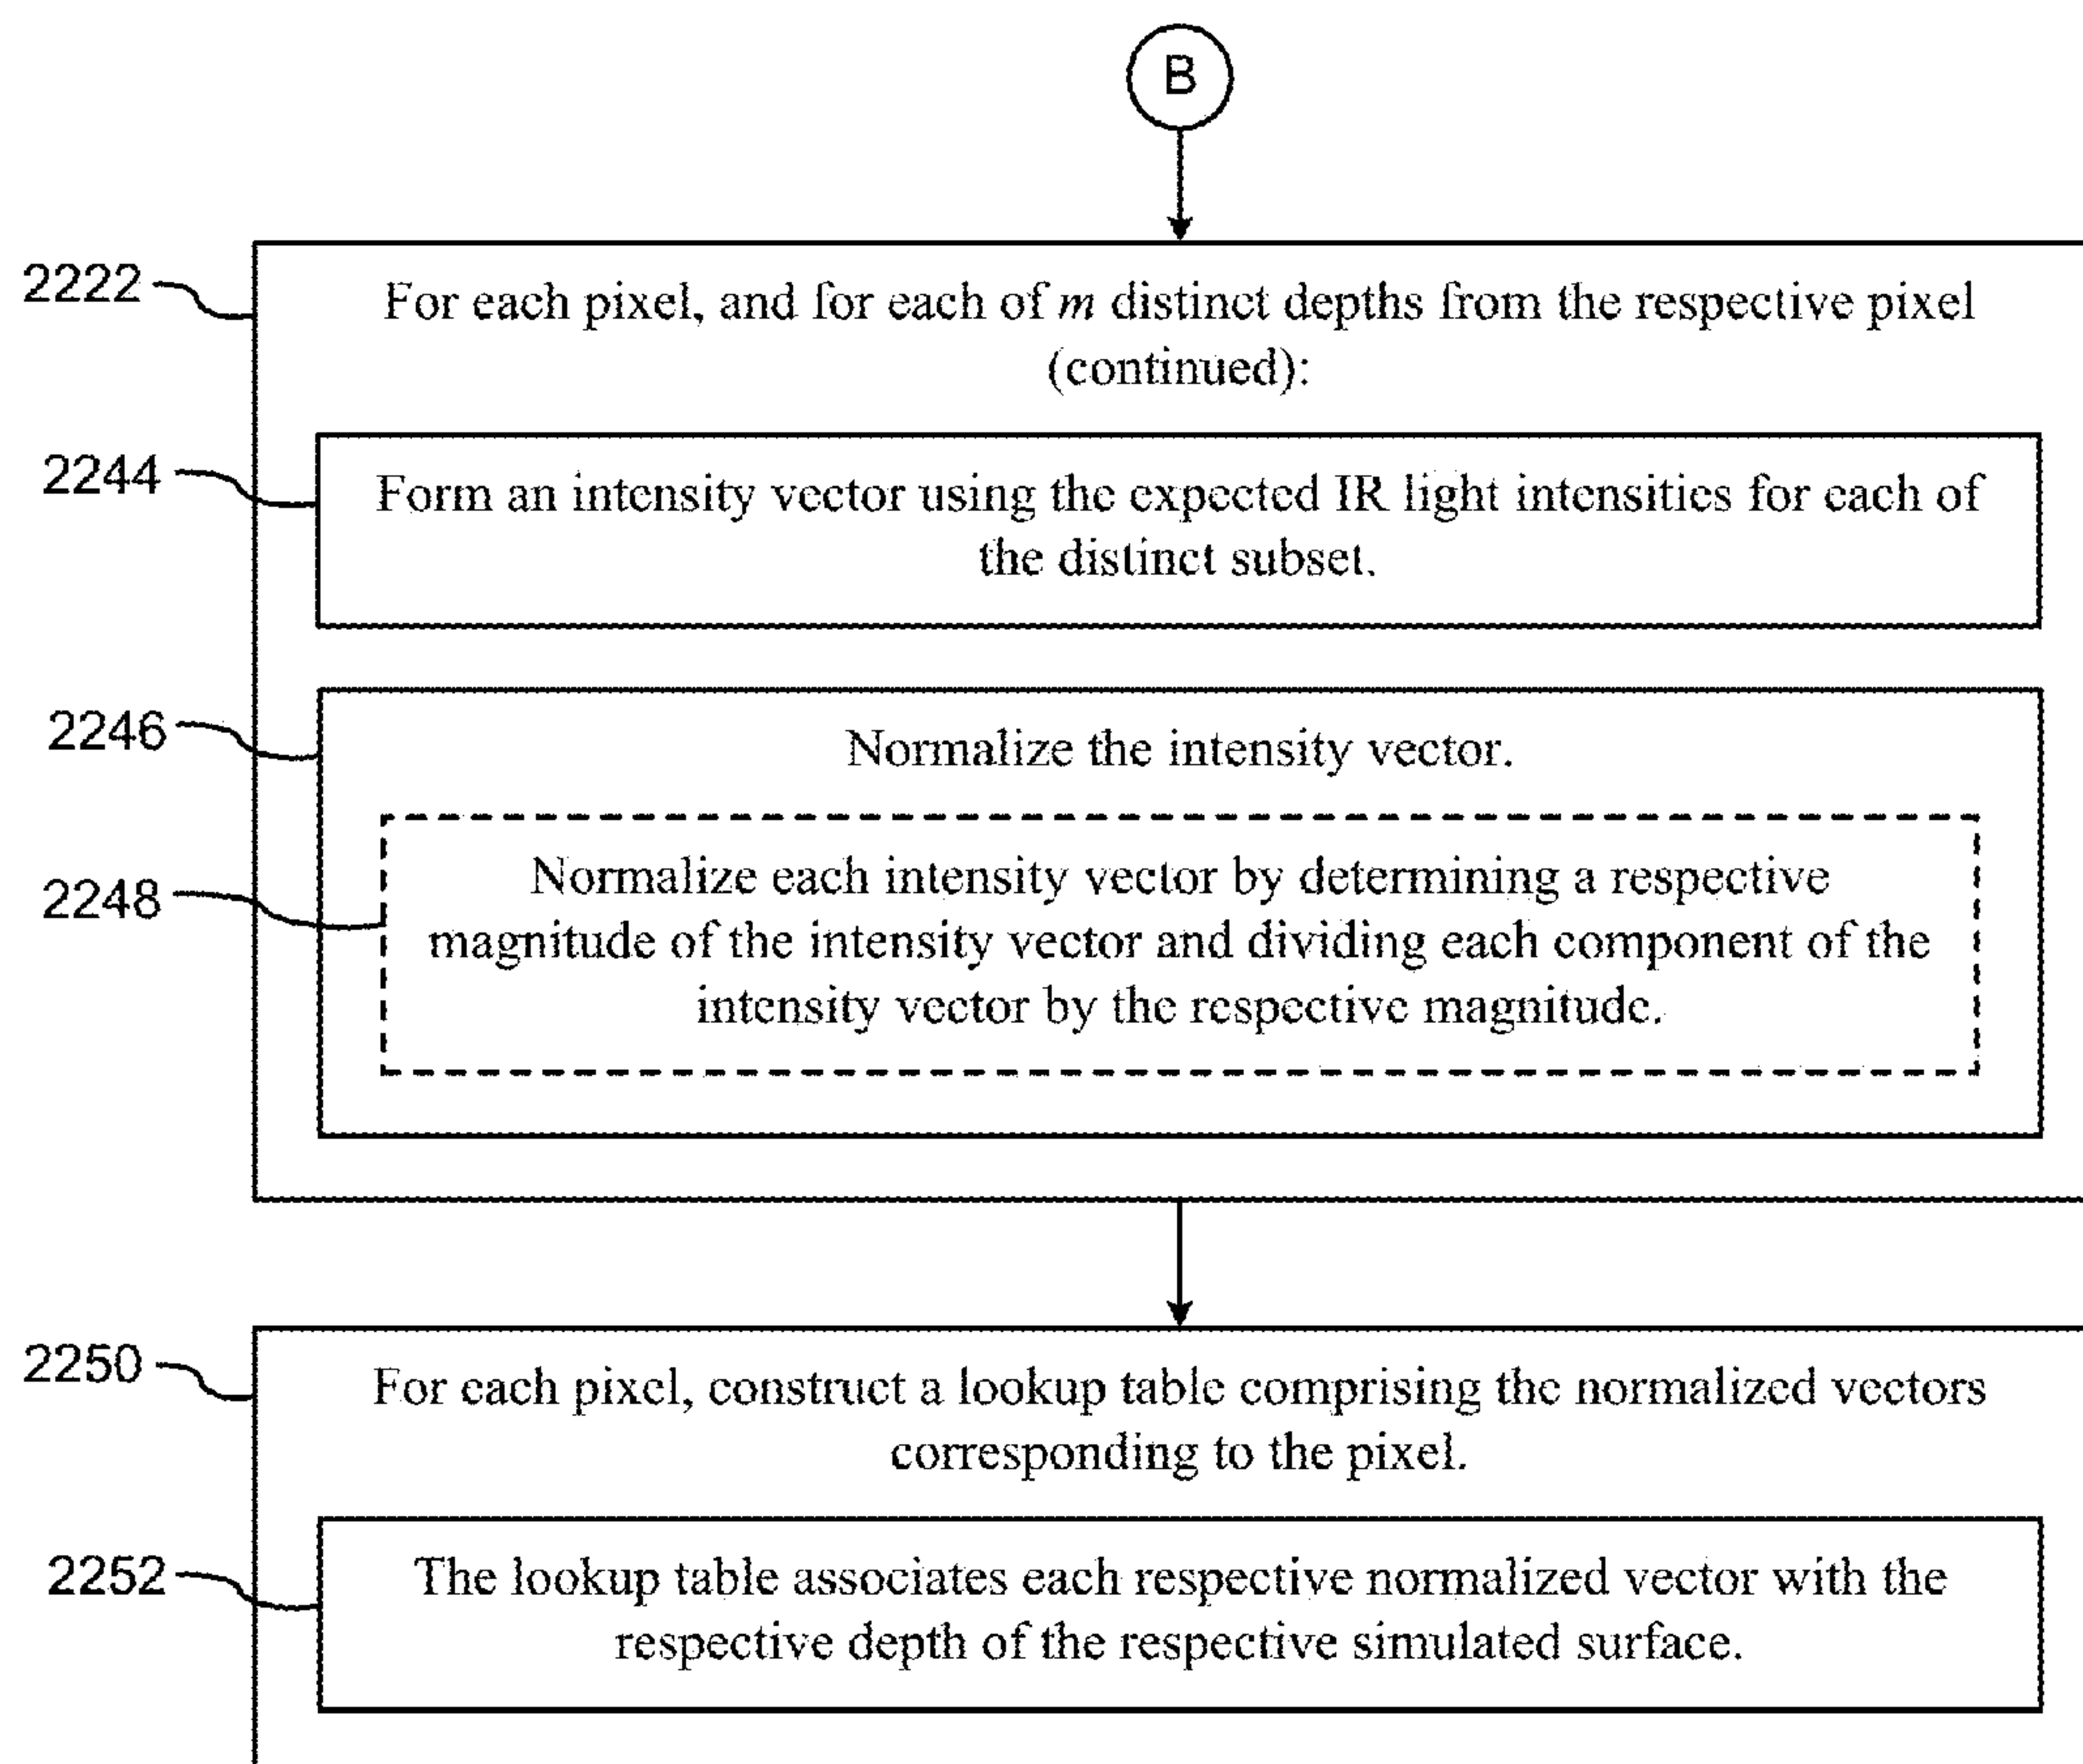 B
2222
For each pixel, and for each of m distinct depths from the respective pixel
(continued):
2244
Form an intensity vector using the expected IR light intensities for each of
the distinct subset.
2246
Normalize the intensity vector.
2248
Normalize each intensity vector by determining a respective
magnitude of the intensity vector and dividing each component of the
intensity vector by the respective magnitude.
2250
For each pixel, construct a lookup table comprising the normalized vectors
corresponding to the pixel.
2252
The lookup table associates each respective normalized vector with the
respective depth of the respective simulated surface.